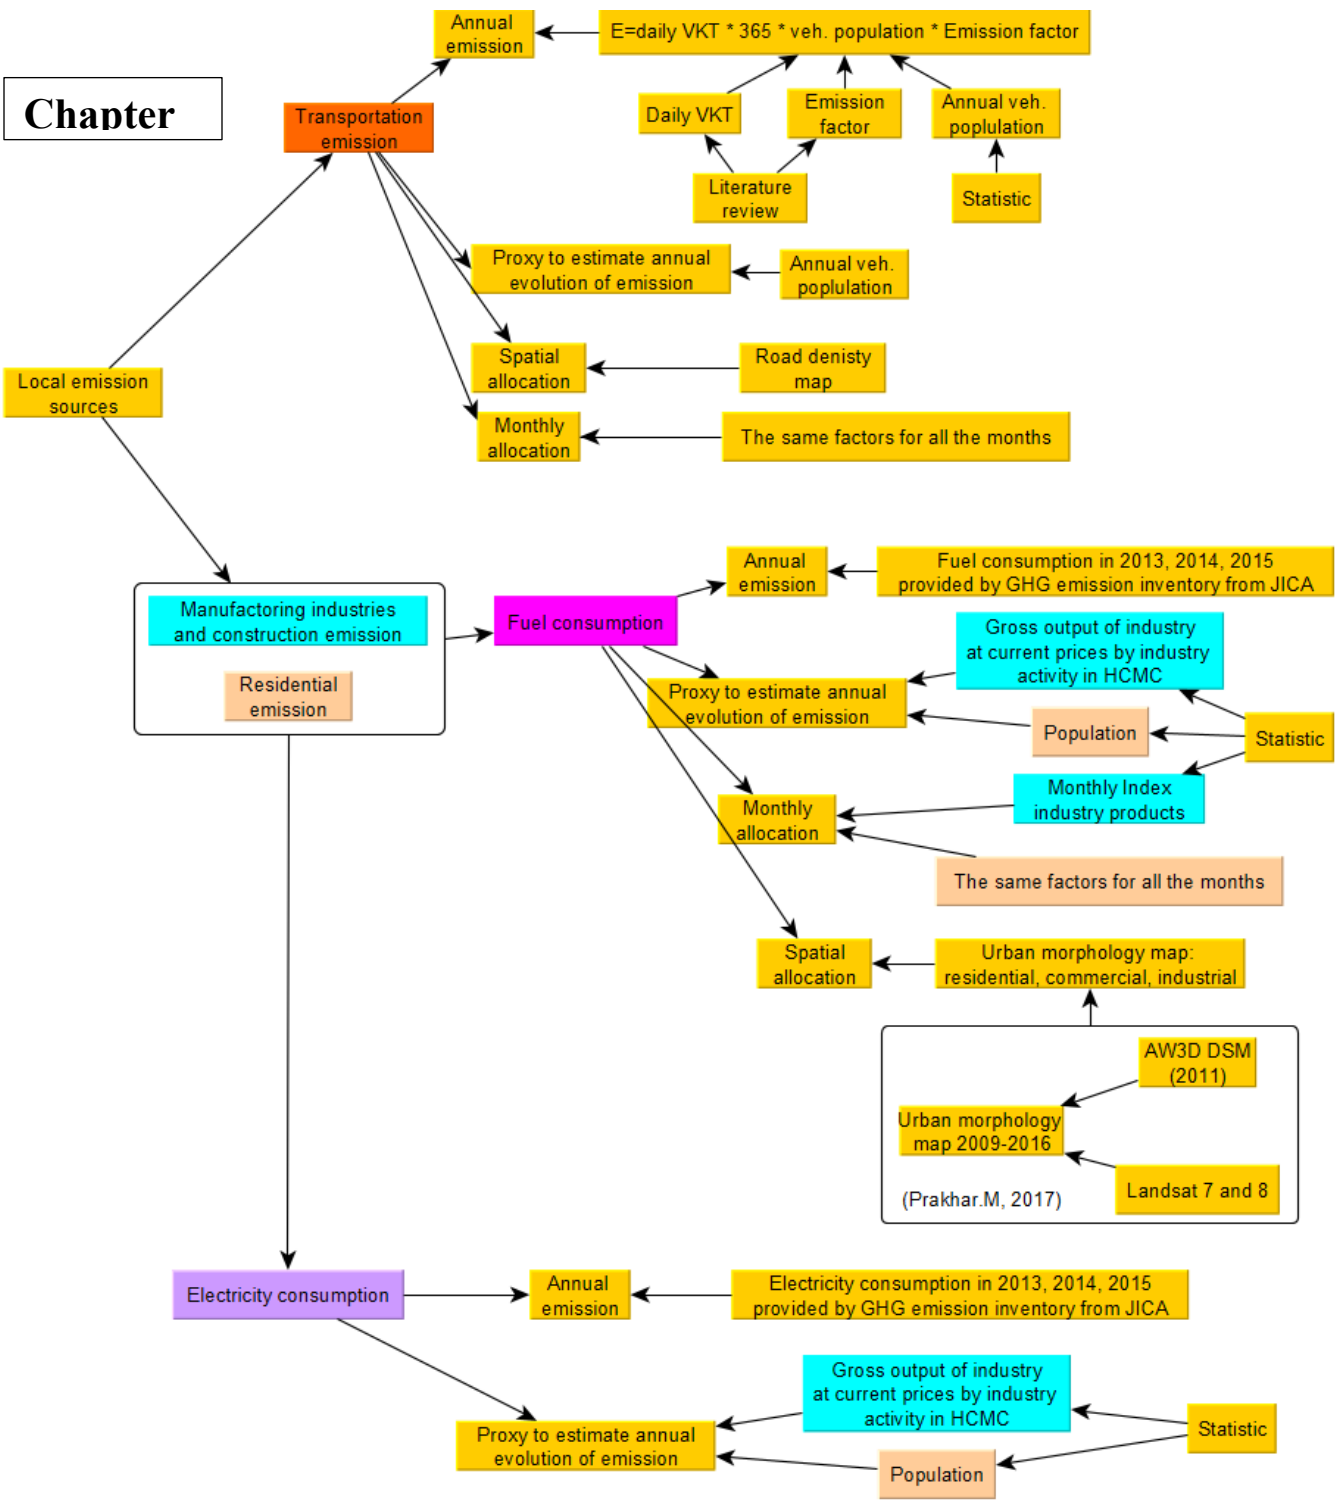 Annual
emission
E=daily VKT * 365 * veh. population * Emission factor
Chapter
Transportation
emission
Daily VKT
Emission
factor
Annual veh.
poplulation
Literature
review
Statistic
Proxy to estimate annual
evolution of emission
Annual veh.
poplulation
Spatial
allocation
Road denisty
map
Local emission
sources
Monthly
allocation
The same factors for all the months
Annual
emission
Fuel consumption in 2013, 2014, 2015
provided by GHG emission inventory from JICA
Manufactoring industries
and construction emission
Fuel consumption
Gross output of industry
at current prices by industry
activity in HCMC
Residential
emission
Proxy to estimate annual
evolution of emission
Population
Statistic
Monthly Index
industry products
Monthly
allocation
The same factors for all the months
Spatial
allocation
Urban morphology map:
residential, commercial, industrial
AW3D DSM
(2011)
Urban morphology
map 2009-2016
Landsat 7 and 8
(Prakhar.M, 2017)
Electricity consumption
Annual
emission
Electricity consumption in 2013, 2014, 2015
provided by GHG emission inventory from JICA
Gross output of industry
at current prices by industry
activity in HCMC
Statistic
Proxy to estimate annual
evolution of emission
Population